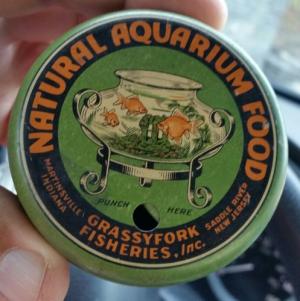 NATURAL AQUARIUM FOOD
MARTINSVILLE
INDIANA
PUNCH HERE
SADDLE RIVER
NEW JERSEY
GRASSYFORK
FISHERIES, Inc.